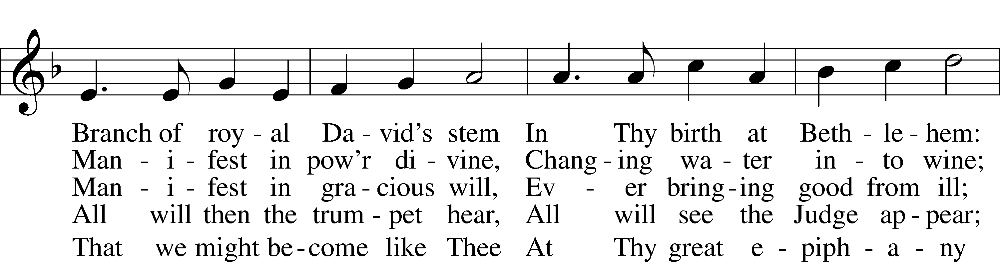 Branch of roy - al Da - vid's stem In Thy birth at Beth - le - hem:
Man - i - fest in pow'r di - vine, Chang - ing wa - ter in - to wine;
Man - i - fest in gra - cious will, Ev - er bring - ing good from ill;
All will then the trum - pet hear, All will see the Judge ap - pear;
That we might be - come like Thee At Thy great e - piph - a - ny